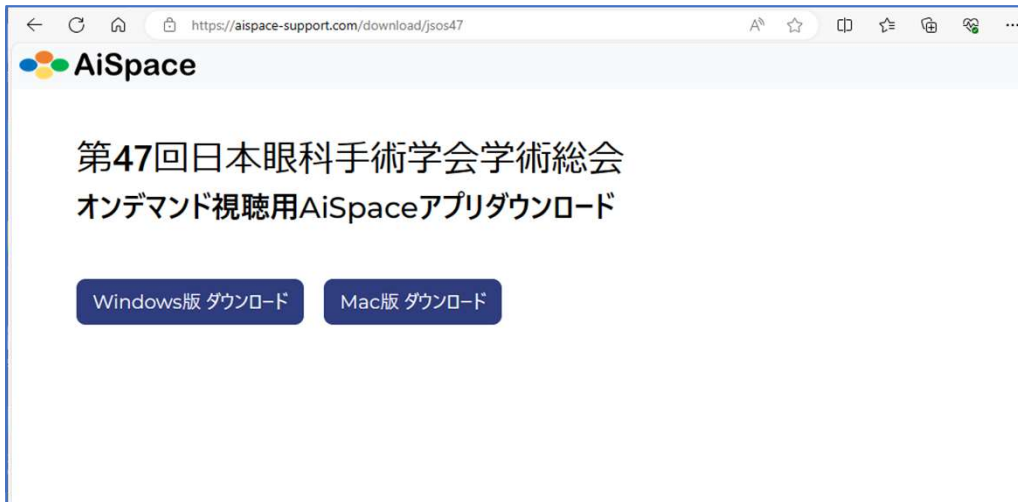 https://aispace-support.com/download/jsos47
AiSpace
第47回日本眼科手術学会学術総会
オンデマンド視聴用AiSpaceアプリダウンロード
Windows版 ダウンロード
Mac版 ダウンロード